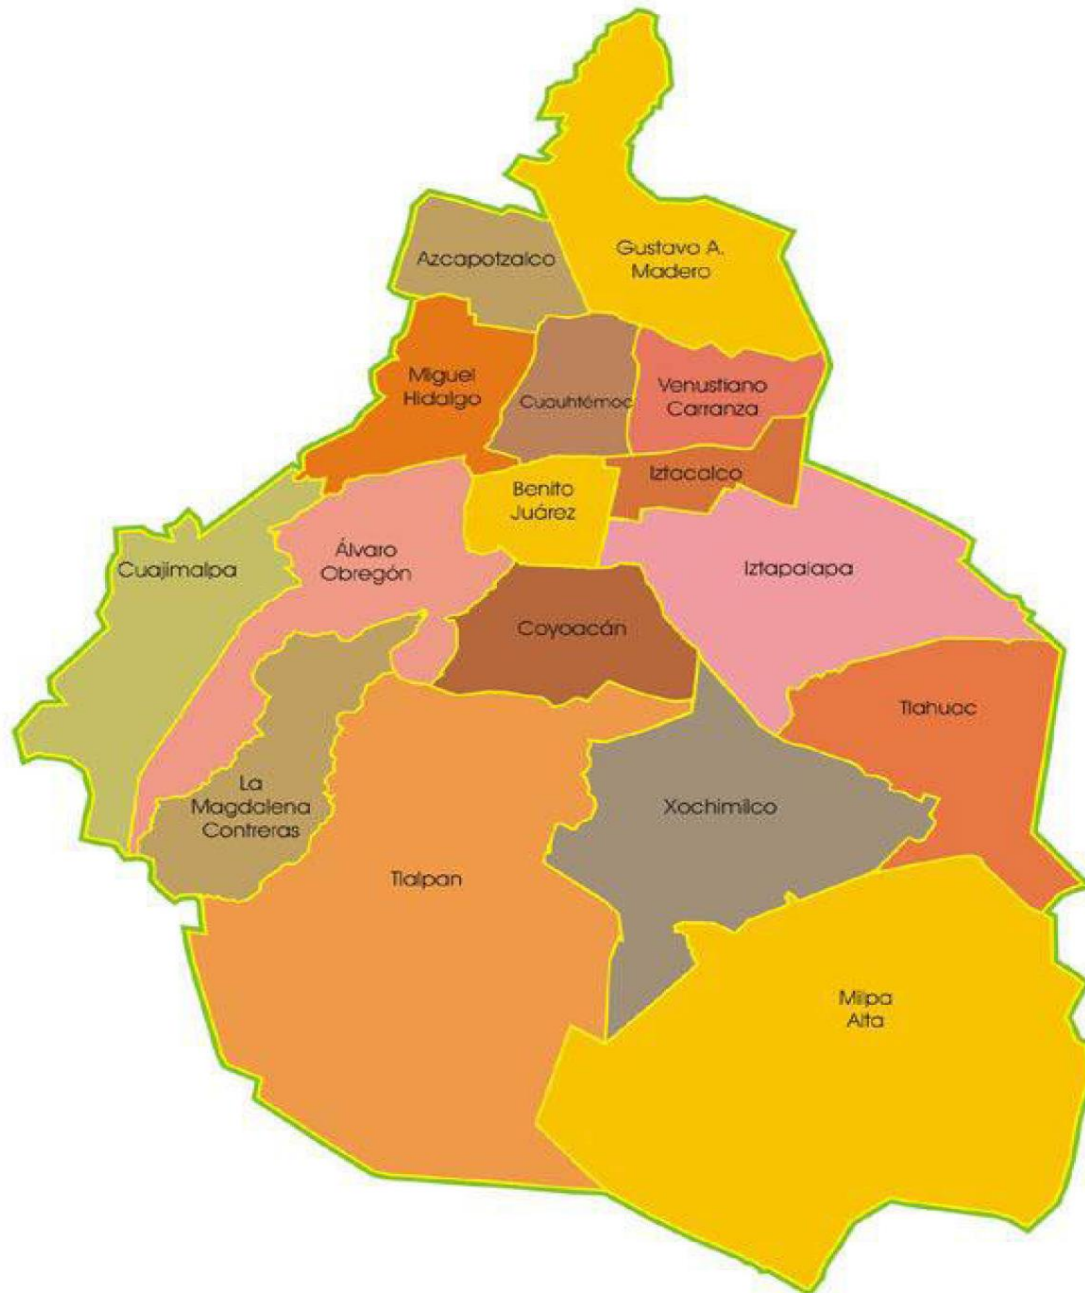 Gustavo A.
Madero
Azcapotzalco
Miguel
Hidalgo
Cuauhtémoc
Venustiano
Carranza
Iztacalco
Benito
Juárez
Cuajimalpa
Álvaro
Obregón
Iztapalapa
Coyoacán
Tlahuac
La
Magdalena
Contreras
Xochimilco
Tlalpan
Milpa
Alta